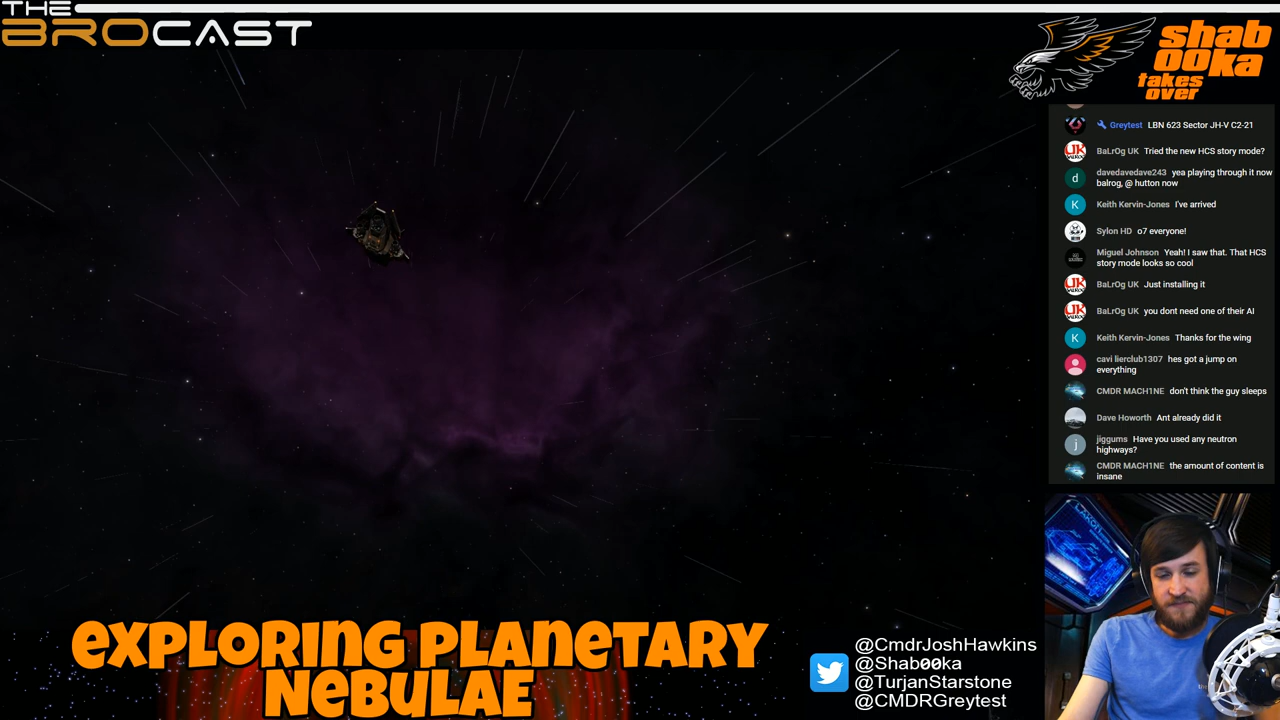 THE
BROCAST
shab
ooka
takes
over
Greytest LBN 623 Sector JH-V C2-21
BaLrOg UK Tried the new HCS story mode?
davedavedave243 yea playing through it now
balrog, @ hutton now
Keith Kervin-Jones I've arrived
Sylon HD o7 everyone!
Miguel Johnson Yeah! I saw that. That HCS
story mode looks so cool
BaLrOg UK Just installing it
BaLrOg UK you dont need one of their AI
Keith Kervin-Jones Thanks for the wing
cavi lierclub1307 hes got a jump on
everything
CMDR MACH1NE don't think the guy sleeps
Dave Howorth Ant already did it
jiggums Have you used any neutron
highways?
CMDR MACH1NE the amount of content is
insane
LAKON
exploring planetary
nebulae
@CmdrJoshHawkins
@Shab00ka
@TurjanStarstone
@CMDRGreytest